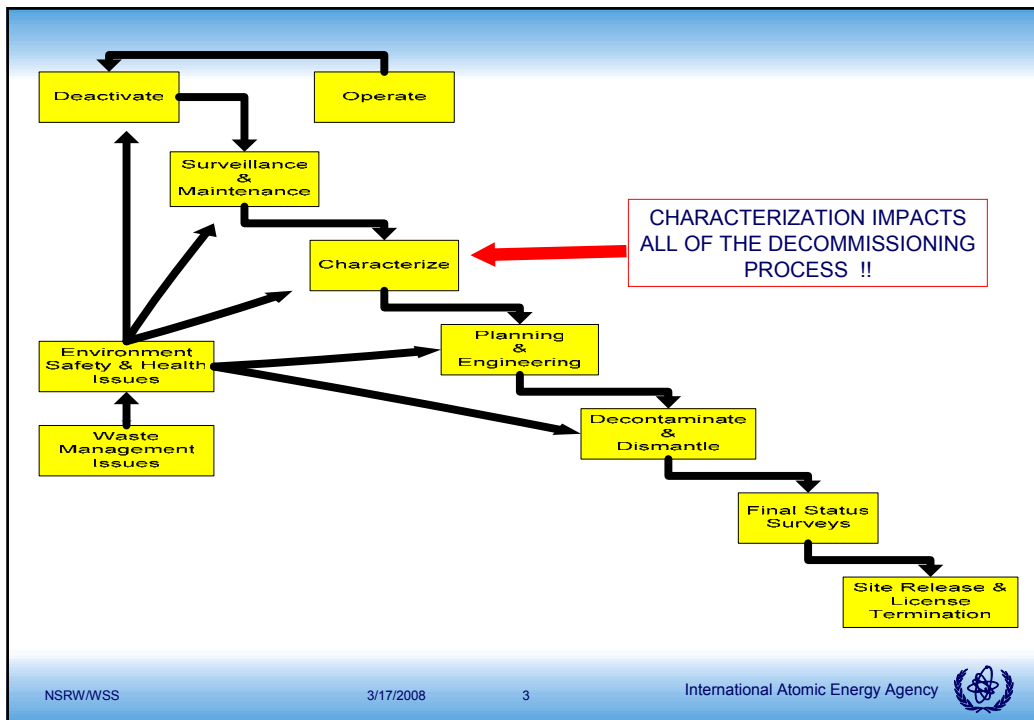 Deactivate
Operate
Surveillance
&
Maintenance
CHARACTERIZATION IMPACTS
ALL OF THE DECOMMISSIONING
PROCESS !!
Characterize
Planning
&
Engineering
Environment
Safety & Health
Issues
Decontaminate
&
Dismantle
Waste
Management
Issues
Final Status
Surveys
Site Release &
License
Termination
NSRW/WSS
3/17/2008
3
International Atomic Energy Agency